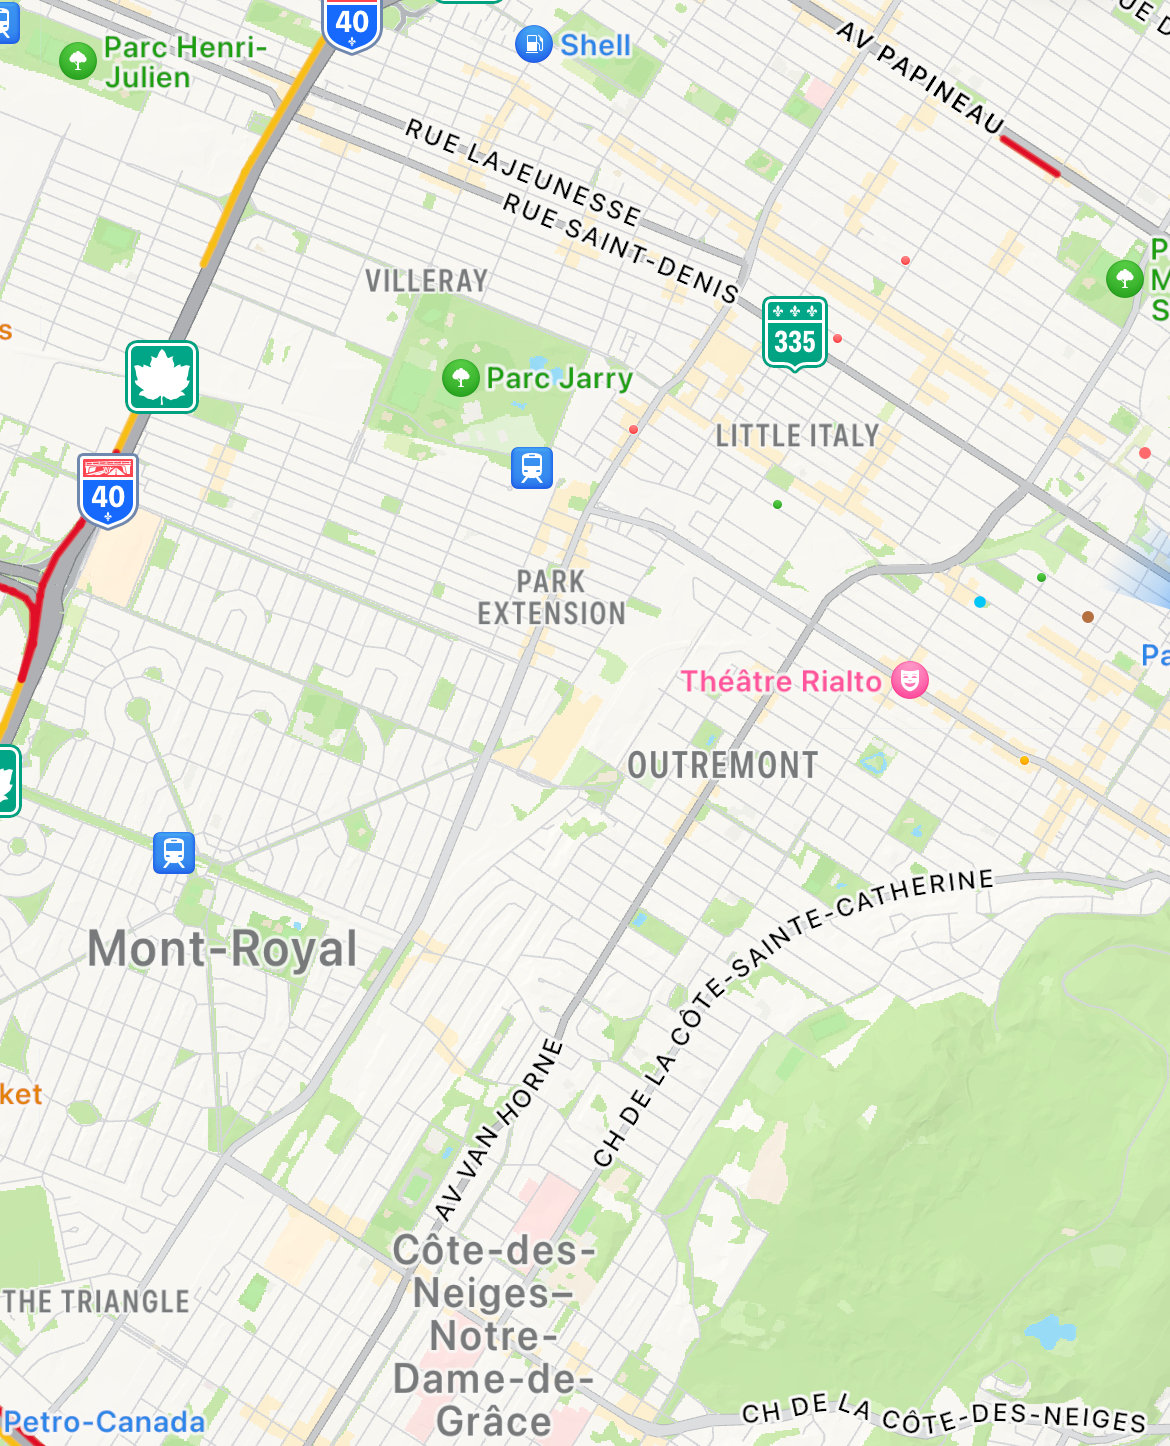 40
Parc Henri-
Julien
Shell
AV PAPINEAU
RUE LAJEUNESSE
RUE SAINT-DENIS
VILLERAY
335
Parc Jarry
LITTLE ITALY
40
PARK
EXTENSION
Théâtre Rialto
OUTREMONT
CH DE LA CÔTE-SAINTE-CATHERINE
Mont-Royal
AV VAN HORNE
Côte-des-
Neiges–
Notre-
Dame-de-
Grâce
THE TRIANGLE
CH DE LA CÔTE-DES-NEIGES
Petro-Canada